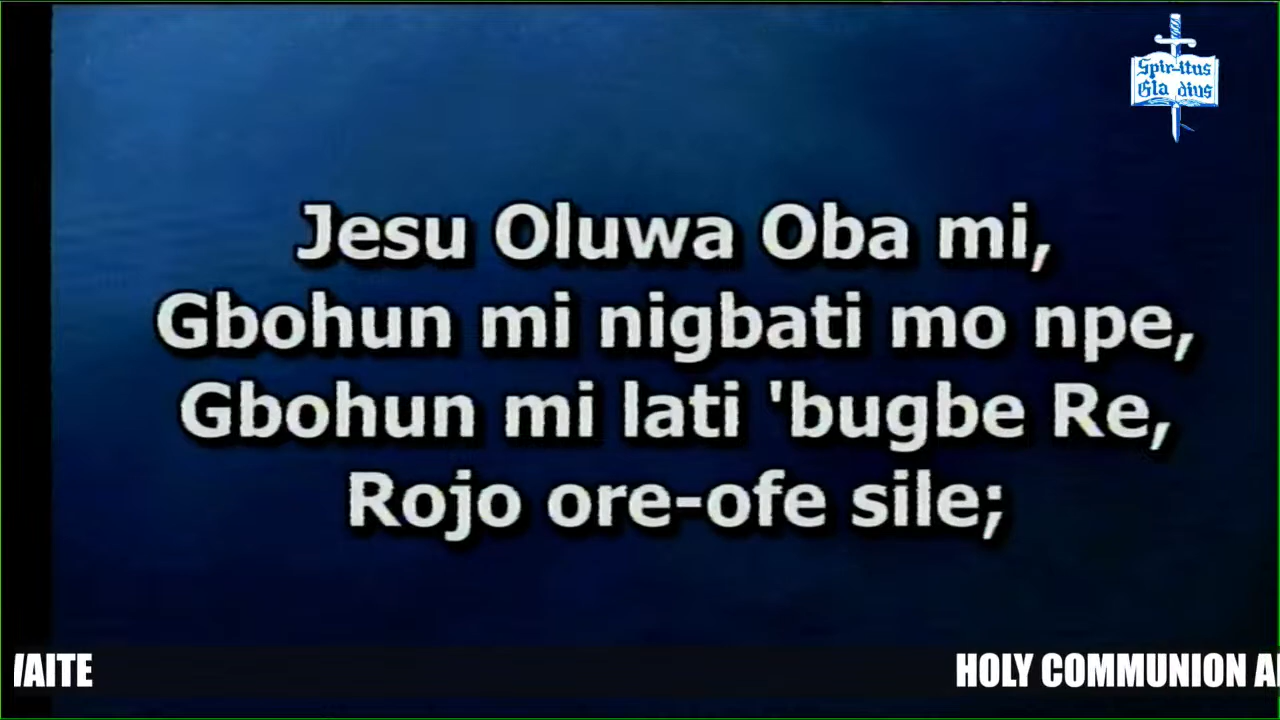 Spiritus
Gladius
Jesu Oluwa Oba mi,
Gbohun mi nigbati mo npe,
Gbohun mi lati 'bugbe Re,
Rojo ore-ofe sile;
HOLY COMMUNION